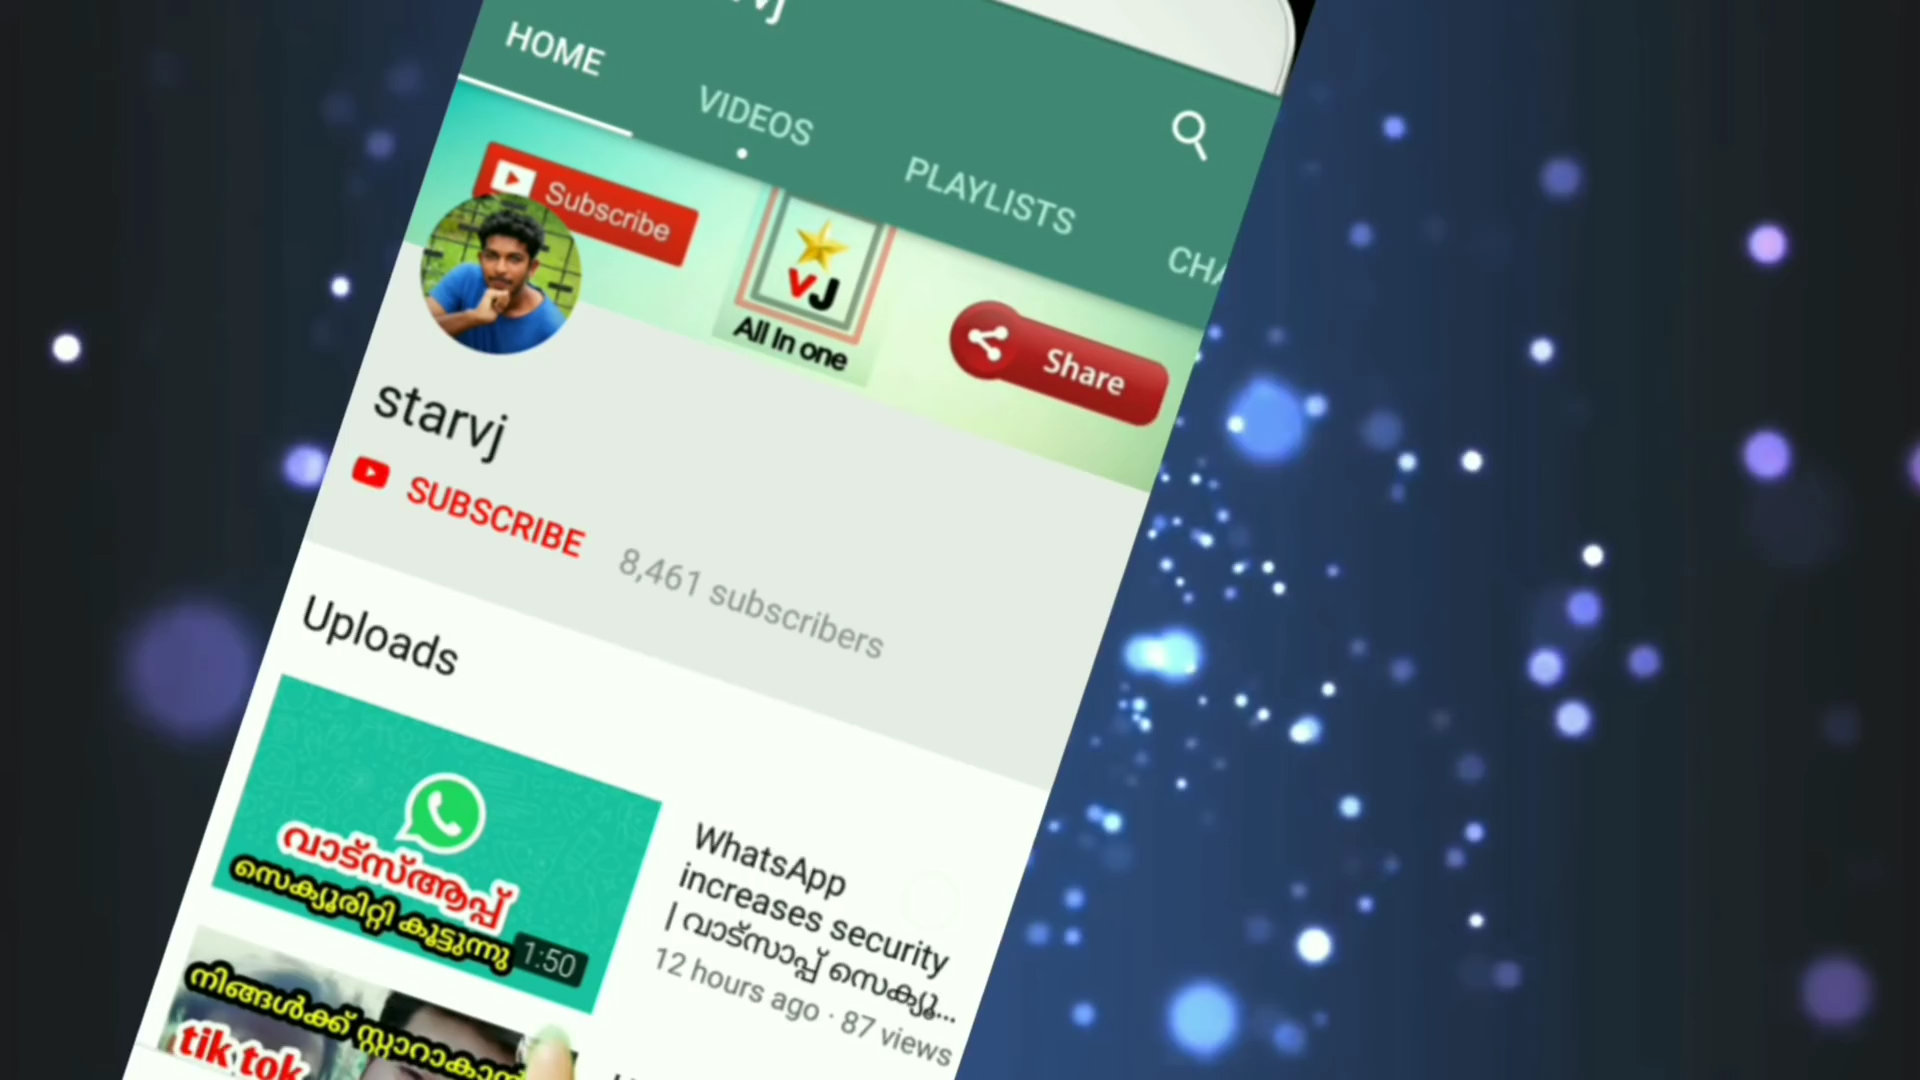 HOME
VIDEOS
PLAYLISTS
Subscribe
VJ
All In one
Share
starvj
SUBSCRIBE
8,461 subscribers
Uploads
വാട്സ്ആപ്പ്
സെക്യൂരിറ്റി കൂട്ടുന്നു
1:50
WhatsApp
increases security
| വാട്സാപ്പ് സെക്യൂ...
12 hours ago · 87 views
നിങ്ങൾക്ക് സ്റ്റാറാകാൻ
tik tok